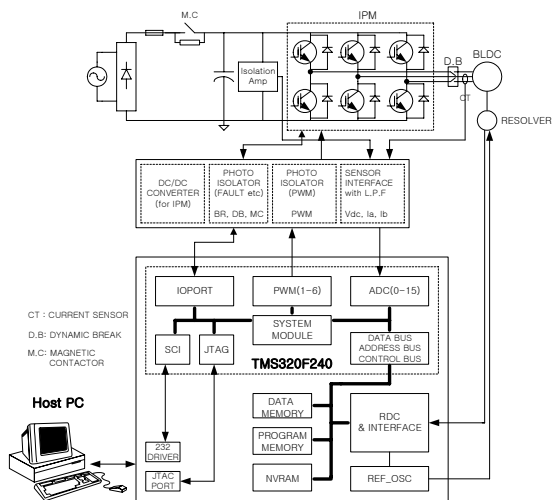 M.C
IPM
BLDC
D.B
CT
Isolation
Amp
RESOLVER
DC/DC
CONVERTER
(for IPM)
PHOTO
ISOLATOR
(FAULT etc)
BR, DB, MC
PHOTO
ISOLATOR
(PWM)
PWM
SENSOR
INTERFACE
with L.P.F
Vdc, Ia, Ib
IOPORT
PWM(1-6)
ADC(0-15)
SYSTEM
MODULE
SCI
JTAG
DATA BUS
ADDRESS BUS
CONTROL BUS
TMS320F240
CT : CURRENT SENSOR
D.B: DYNAMIC BREAK
M.C: MAGNETIC
CONTACTOR
Host PC
DATA
MEMORY
PROGRAM
MEMORY
NVRAM
RDC
& INTERFACE
REF_OSC
232
DRIVER
JTAC
PORT